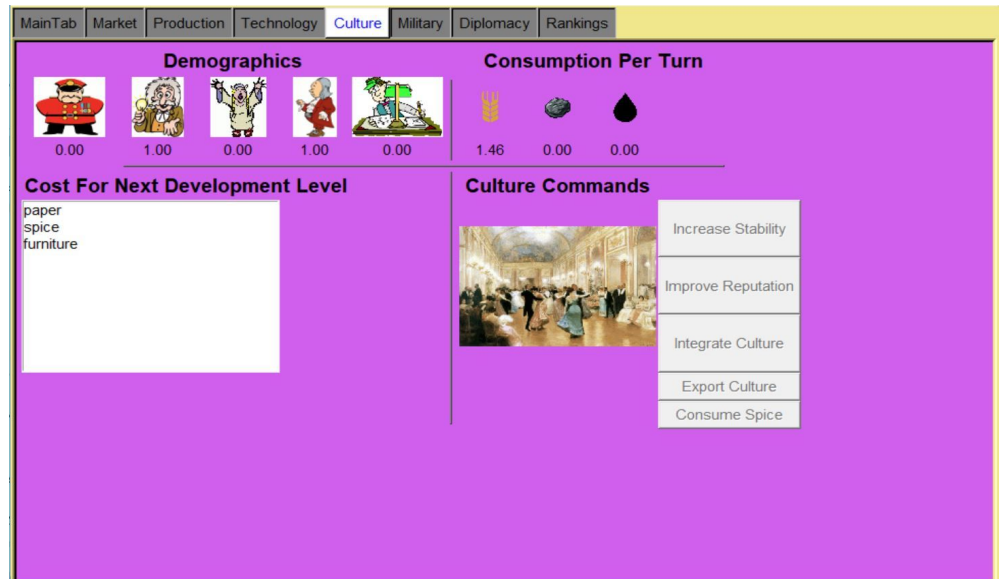 MainTab Market Production Technology Culture Military Diplomacy Rankings
Demographics
0.00 1.00 0.00 1.00 0.00
Consumption Per Turn
1.46 0.00 0.00
Cost For Next Development Level
paper
spice
furniture
Culture Commands
Increase Stability
Improve Reputation
Integrate Culture
Export Culture
Consume Spice